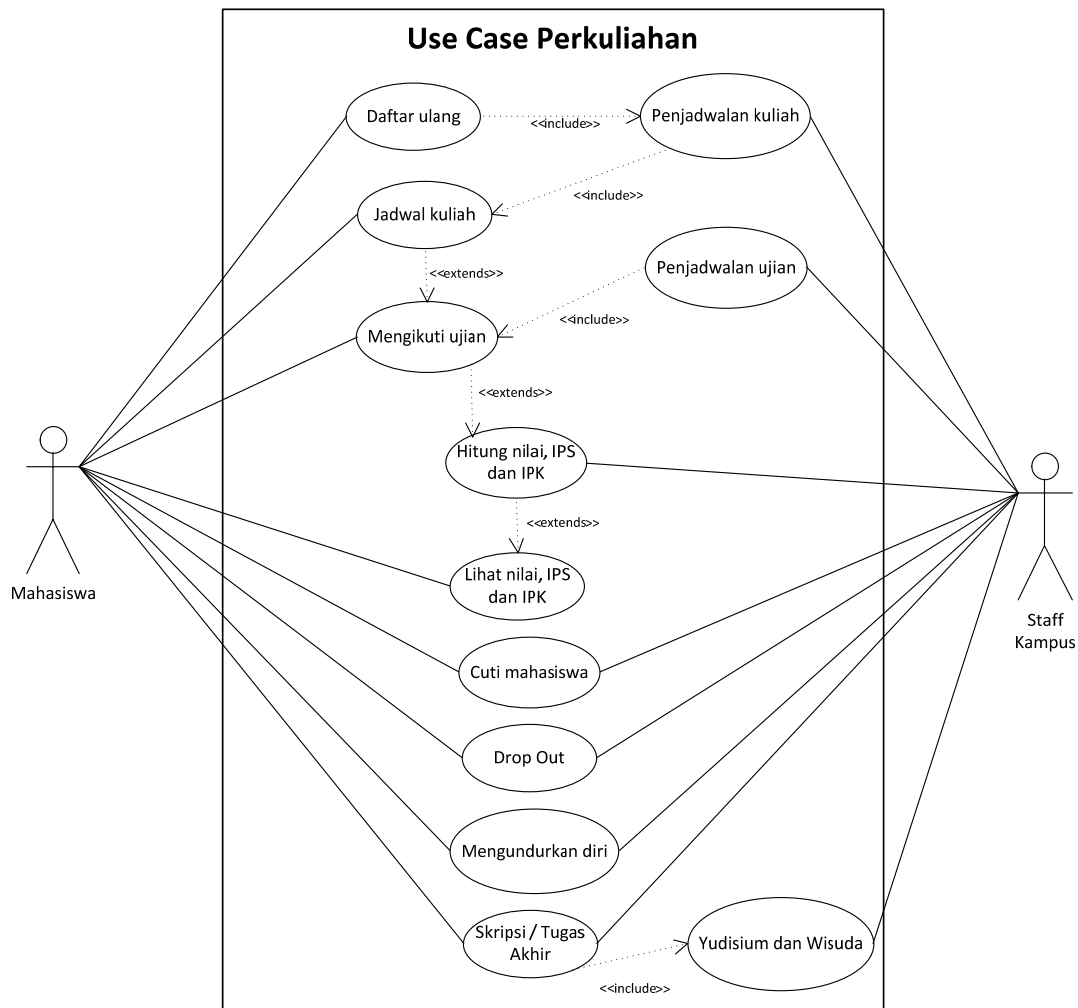 Use Case Perkuliahan
Daftar ulang
<<include>>
Penjadwalan kuliah
<<include>>
Jadwal kuliah
<<extends>>
Penjadwalan ujian
<<include>>
Mengikuti ujian
<<extends>>
Hitung nilai, IPS
dan IPK
<<extends>>
Lihat nilai, IPS
dan IPK
Mahasiswa
Staff
Kampus
Cuti mahasiswa
Drop Out
Mengundurkan diri
Skripsi / Tugas
Akhir
Yudisium dan Wisuda
<<include>>